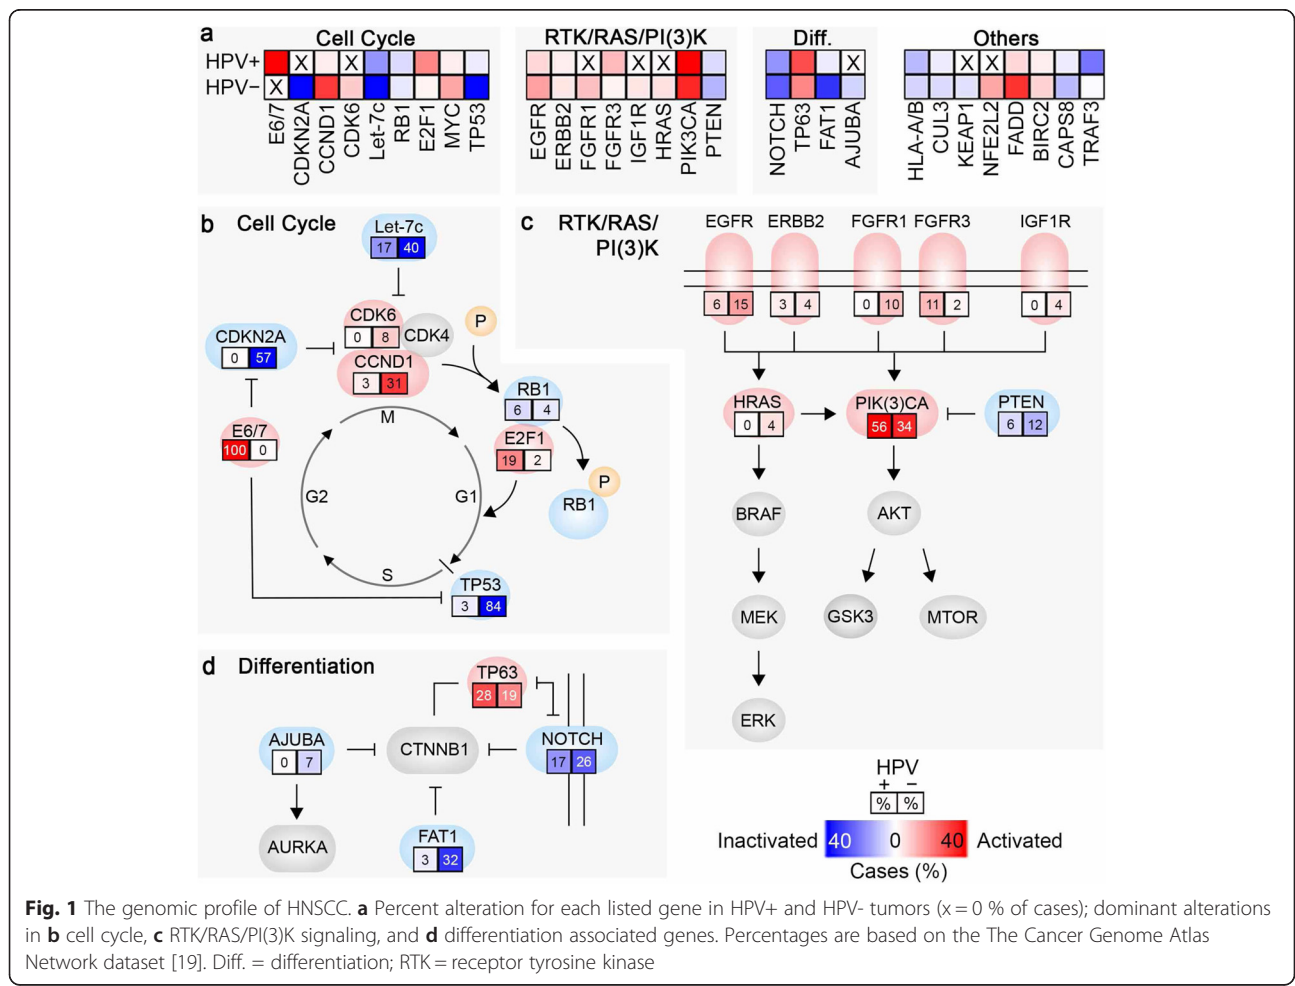 a
Cell Cycle
HPV+
X
X
HPV−
X
E6/7
CDKN2A
CCND1
CDK6
Let-7c
RB1
E2F1
MYC
TP53
RTK/RAS/PI(3)K
X
X
X
EGFR
ERBB2
FGFR1
FGFR3
IGF1R
HRAS
PIK3CA
PTEN
Diff.
X
NOTCH
TP63
FAT1
AJUBA
Others
X
X
HLA-A/B
CUL3
KEAP1
NFE2L2
FADD
BIRC2
CAPS8
TRAF3
b Cell Cycle
Let-7c
17 40
CDK6
0 8
CDK4
P
CDKN2A
0 57
CCND1
3 31
RB1
6 4
E6/7
100 0
M
E2F1
19 2
G2
G1
P
RB1
S
TP53
3 84
c RTK/RAS/
PI(3)K
EGFR
ERBB2
FGFR1
FGFR3
IGF1R
6 15
3 4
0 10
11 2
0 4
HRAS
0 4
PIK(3)CA
56 34
PTEN
6 12
BRAF
AKT
MEK
GSK3
MTOR
ERK
d Differentiation
TP63
28 19
AJUBA
0 7
CTNNB1
NOTCH
17 26
AURKA
FAT1
3 32
HPV
+ −
% %
Inactivated 40 0 40 Activated
Cases (%)
Fig. 1 The genomic profile of HNSCC. a Percent alteration for each listed gene in HPV+ and HPV- tumors (x = 0 % of cases); dominant alterations
in b cell cycle, c RTK/RAS/PI(3)K signaling, and d differentiation associated genes. Percentages are based on the The Cancer Genome Atlas
Network dataset [19]. Diff. = differentiation; RTK = receptor tyrosine kinase